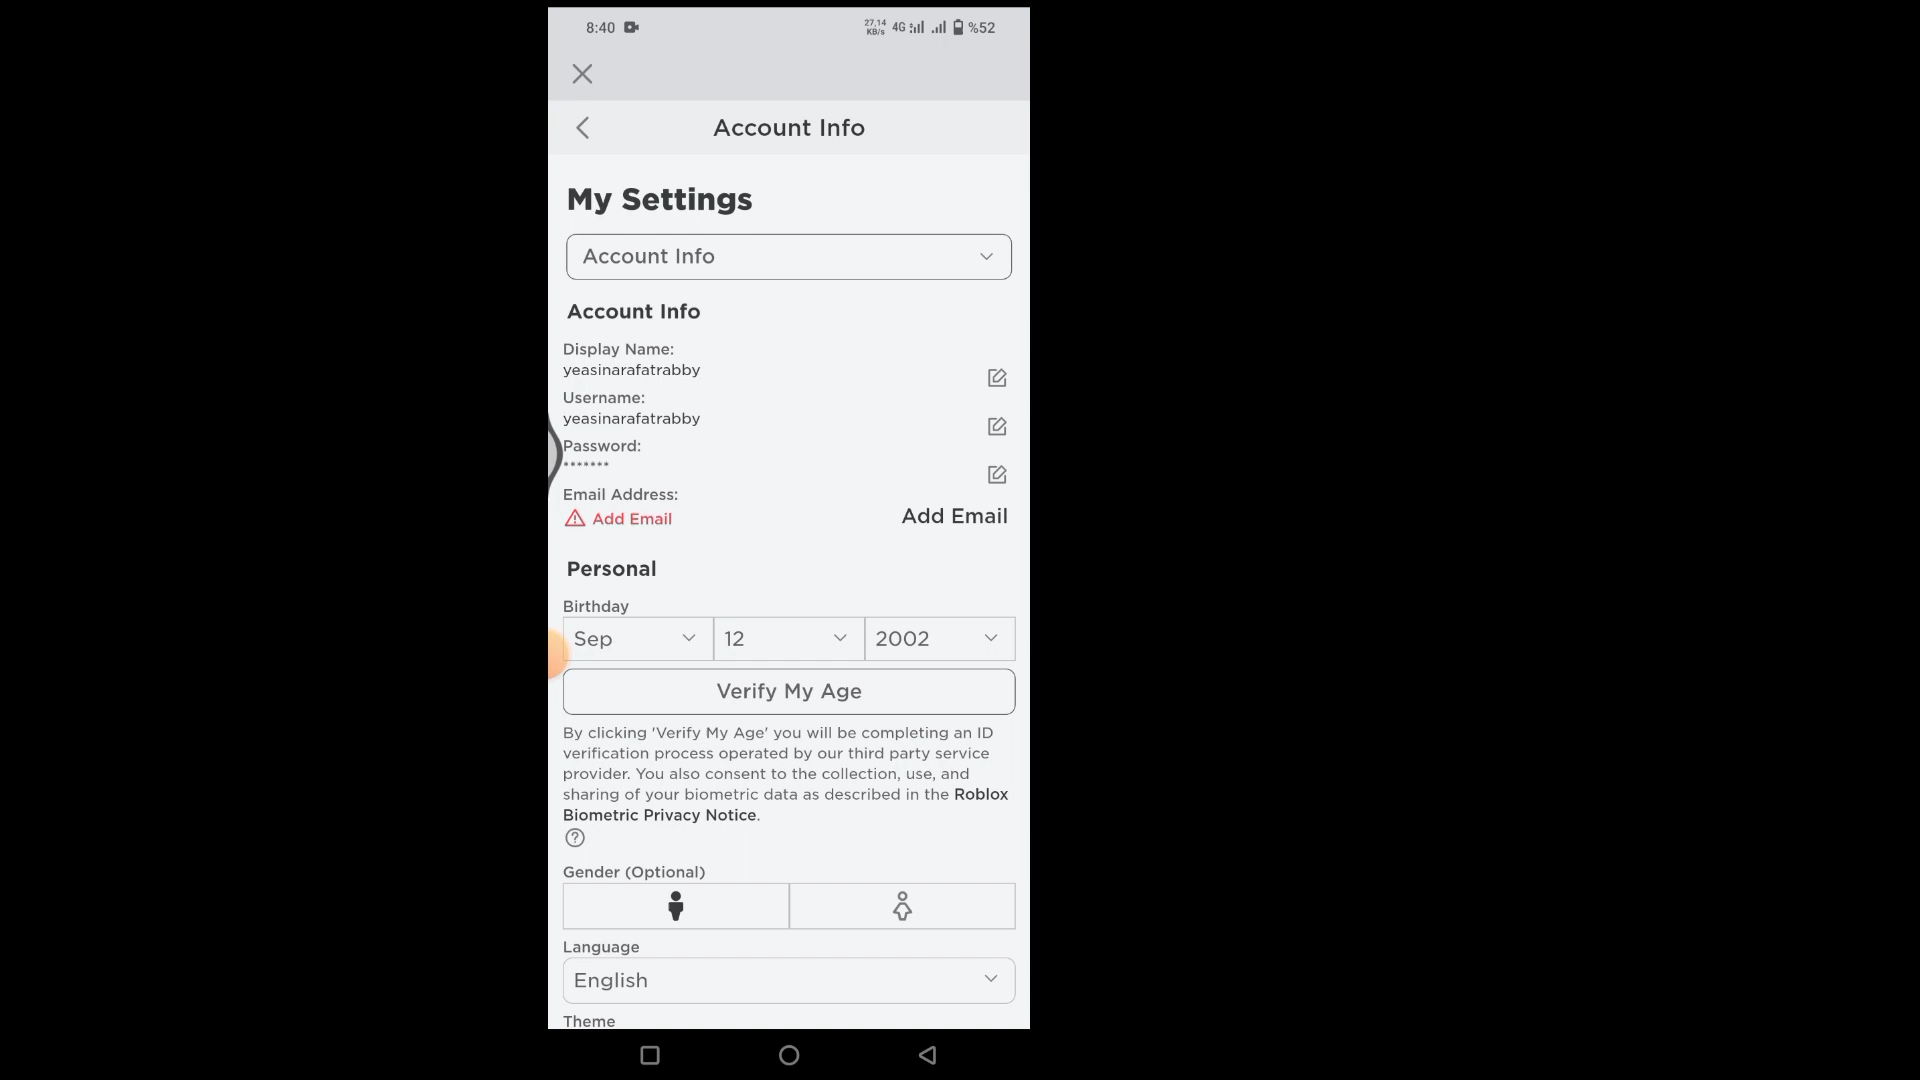 8:40
27,14 KB/s 4G %52
Account Info
My Settings
Account Info
Account Info
Display Name:
yeasinarafatrabby
Username:
yeasinarafatrabby
Password:
*******
Email Address:
Add Email Add Email
Personal
Birthday
Sep 12 2002
Verify My Age
By clicking 'Verify My Age' you will be completing an ID
verification process operated by our third party service
provider. You also consent to the collection, use, and
sharing of your biometric data as described in the Roblox
Biometric Privacy Notice.
Gender (Optional)
Language
English
Theme